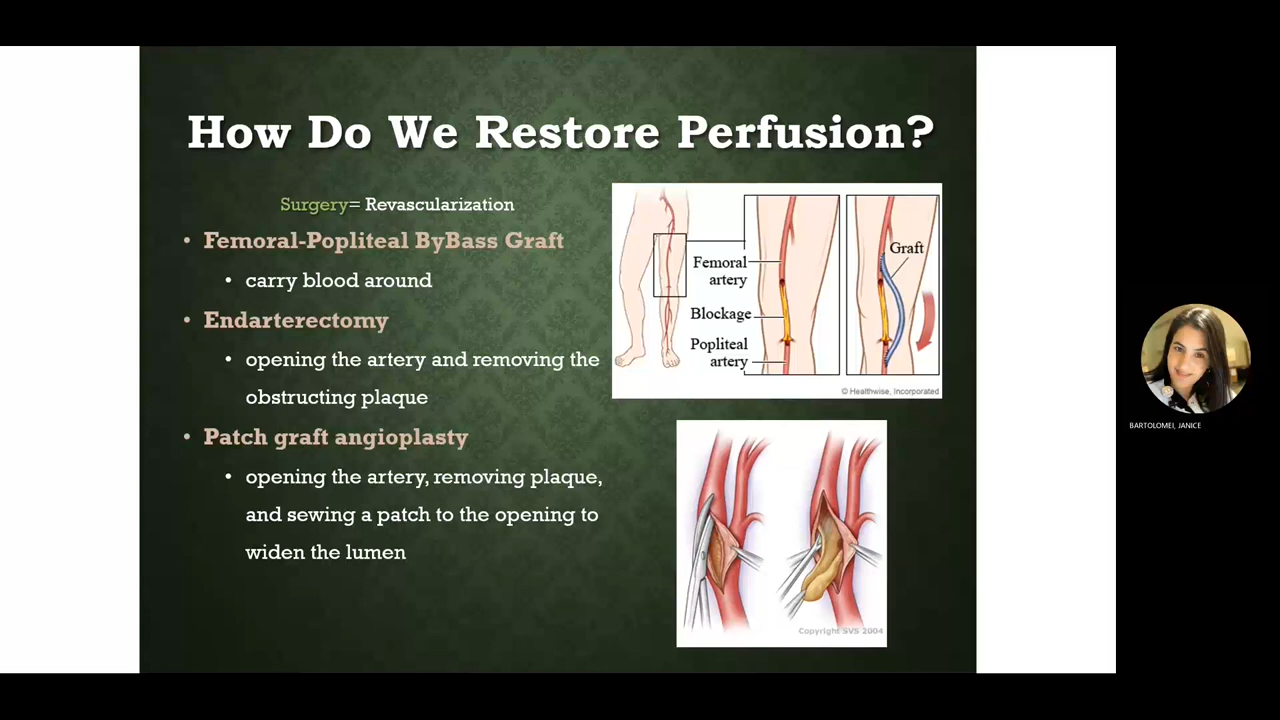 How Do We Restore Perfusion?
Surgery= Revascularization
• Femoral-Popliteal ByBass Graft
• carry blood around
• Endarterectomy
• opening the artery and removing the
obstructing plaque
• Patch graft angioplasty
• opening the artery, removing plaque,
and sewing a patch to the opening to
widen the lumen
Femoral
artery
Blockage
Popliteal
artery
Graft
© Healthwise, Incorporated
Copyright SVS 2004
BARTOLOMEI, JANICE